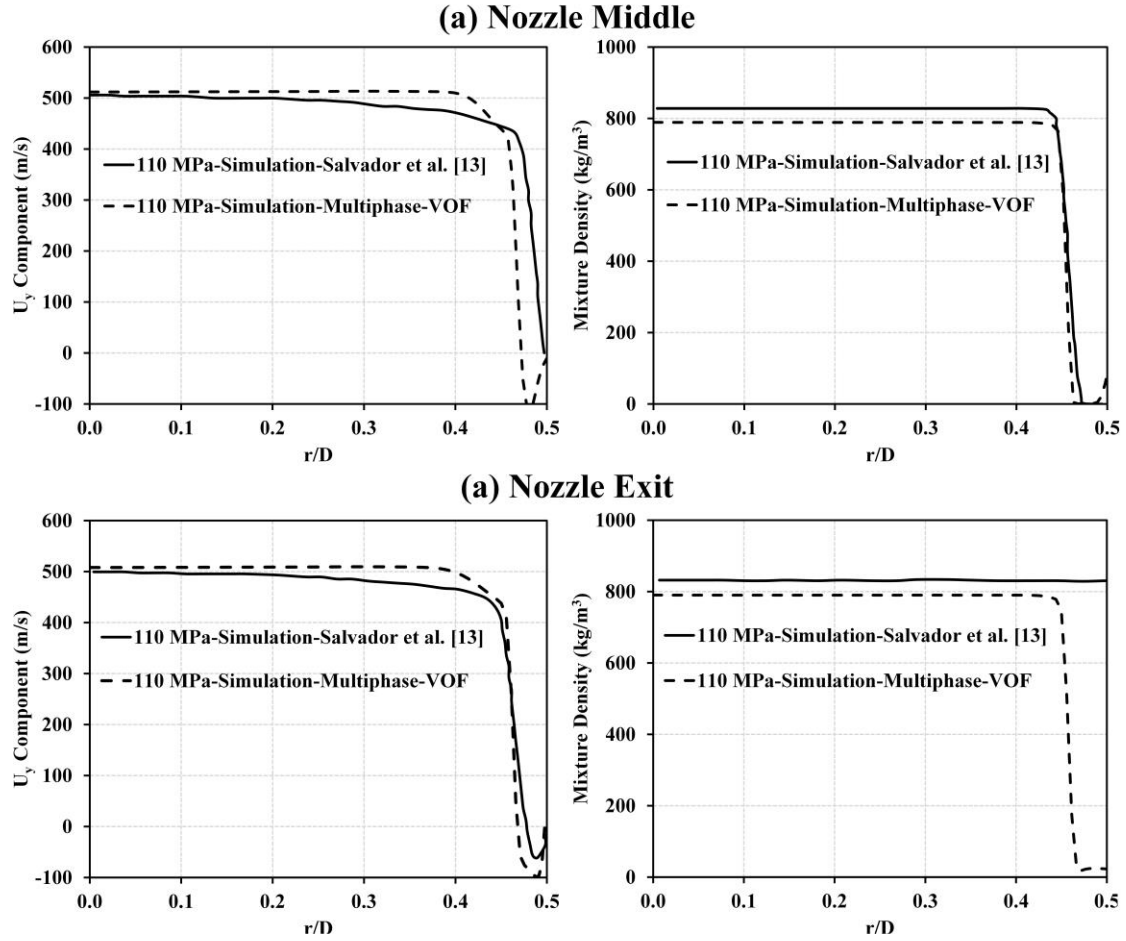 (a) Nozzle Middle
600
500
400
300
200
100
0
-100
U_y Component (m/s)
110 MPa-Simulation-Salvador et al. [13]
110 MPa-Simulation-Multiphase-VOF
0.0 0.1 0.2 0.3 0.4 0.5
r/D
1000
800
600
400
200
0
Mixture Density (kg/m³)
110 MPa-Simulation-Salvador et al. [13]
110 MPa-Simulation-Multiphase-VOF
0.0 0.1 0.2 0.3 0.4 0.5
r/D
(a) Nozzle Exit
600
500
400
300
200
100
0
-100
U_y Component (m/s)
110 MPa-Simulation-Salvador et al. [13]
110 MPa-Simulation-Multiphase-VOF
0.0 0.1 0.2 0.3 0.4 0.5
r/D
1000
800
600
400
200
0
Mixture Density (kg/m³)
110 MPa-Simulation-Salvador et al. [13]
110 MPa-Simulation-Multiphase-VOF
0.0 0.1 0.2 0.3 0.4 0.5
r/D